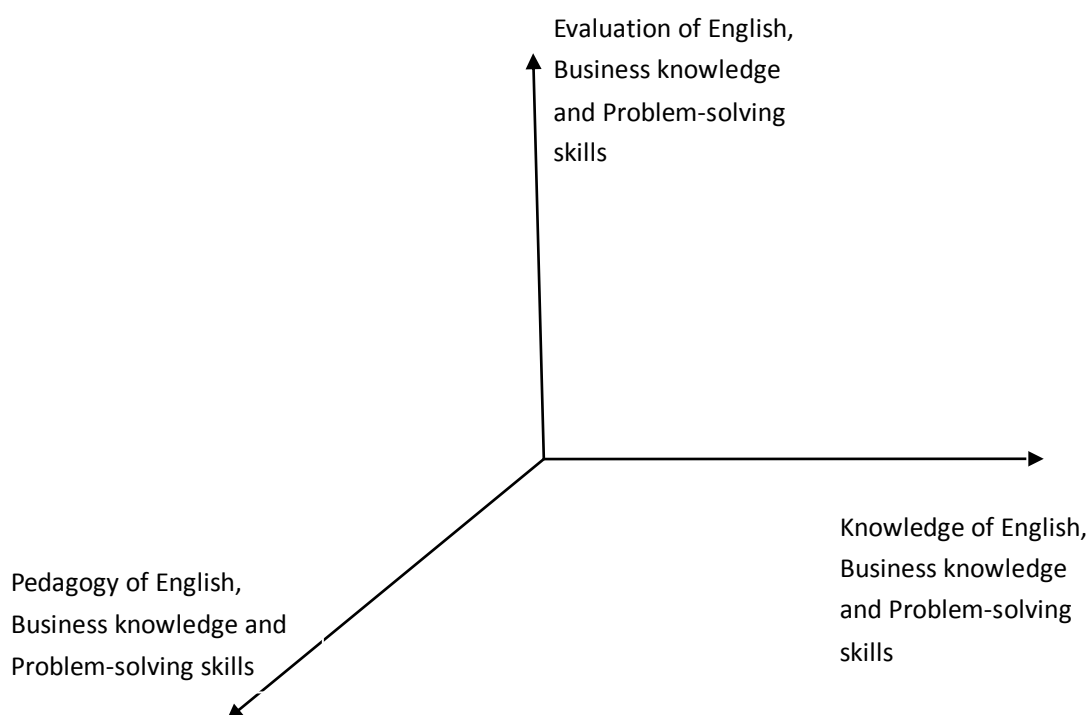 Evaluation of English,
Business knowledge
and Problem-solving
skills
Knowledge of English,
Business knowledge
and Problem-solving
skills
Pedagogy of English,
Business knowledge and
Problem-solving skills